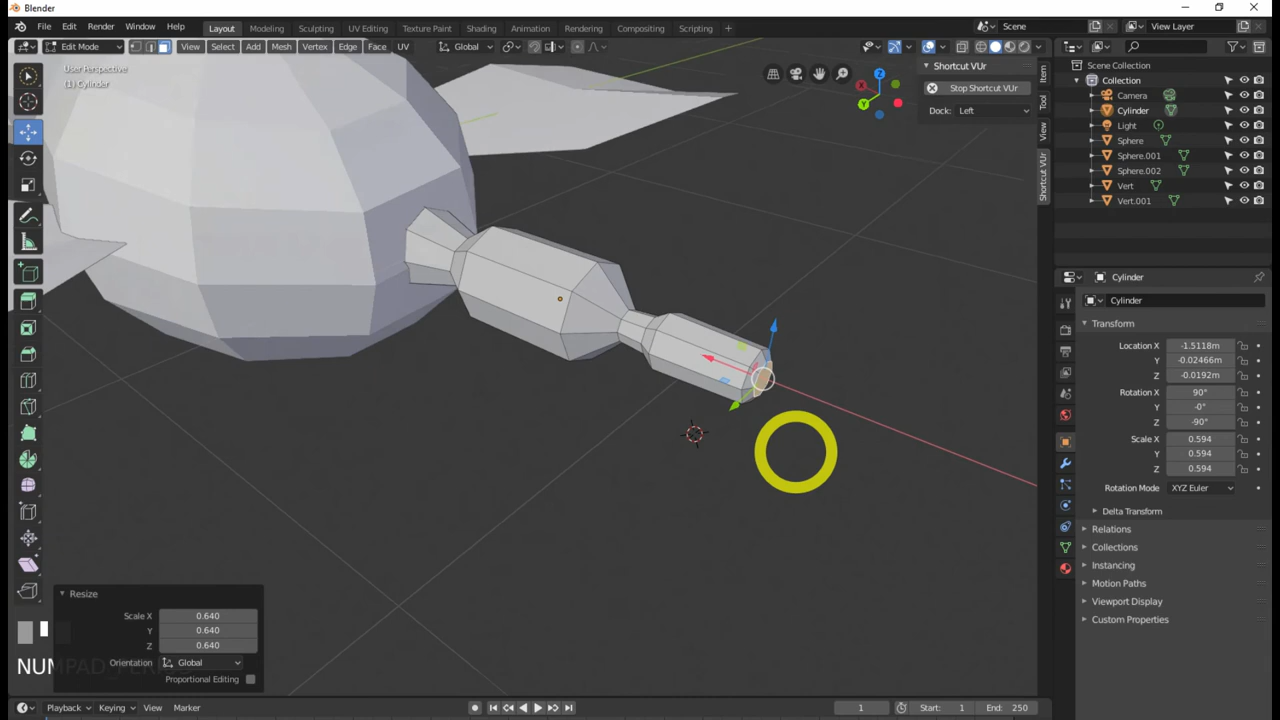 Blender
File Edit Render Window Help Layout Modeling Sculpting UV Editing Texture Paint Shading Animation Rendering Compositing Scripting Scene View Layer
Edit Mode View Select Add Mesh Vertex Edge Face UV Global
User Perspective
(1) Cylinder
Shortcut VUr
Stop Shortcut VUr
Dock: Left
Item
Tool
View
Shortcut VUr
Z
X
Y
Scene Collection
Collection
Camera
Cylinder
Light
Sphere
Sphere.001
Sphere.002
Vert
Vert.001
Cylinder
Cylinder
Transform
Location X -1.5118m
Y -0.02466m
Z -0.0192m
Rotation X 90°
Y -0°
Z -90°
Scale X 0.594
Y 0.594
Z 0.594
Rotation Mode XYZ Euler
Delta Transform
Relations
Collections
Instancing
Motion Paths
Viewport Display
Custom Properties
Resize
Scale X 0.640
Y 0.640
Z 0.640
Orientation Global
Proportional Editing
Playback Keying View Marker 1 Start: 1 End: 250